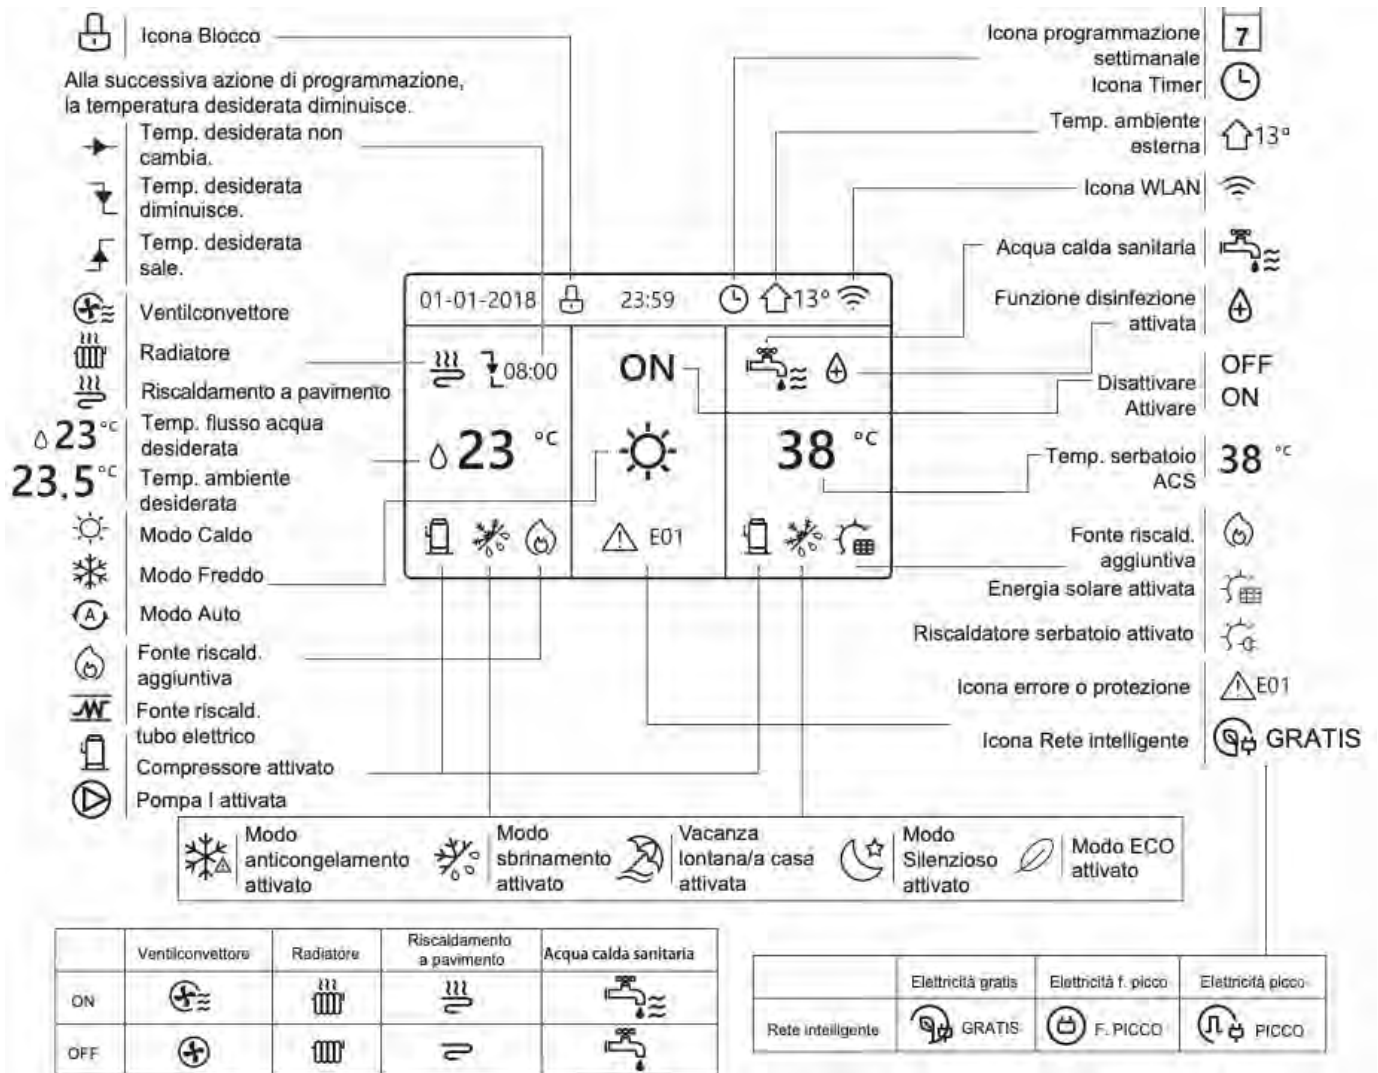 Icona Blocco
Alla successiva azione di programmazione,
la temperatura desiderata diminuisce.
Temp. desiderata non
cambia.
Temp. desiderata
diminuisce.
Temp. desiderata
sale.
Ventilconvettore
Radiatore
Riscaldamento a pavimento
23 °C
Temp. flusso acqua
desiderata
23.5 °C
Temp. ambiente
desiderata
Modo Caldo
Modo Freddo
A
Modo Auto
Fonte riscald.
aggiuntiva
Fonte riscald.
tubo elettrico
Compressore attivato
Pompa I attivata
01-01-2018
23:59
13°
08:00
ON
23 °C
38 °C
E01
Icona programmazione
settimanale
7
Icona Timer
Temp. ambiente
esterna
13°
Icona WLAN
Acqua calda sanitaria
Funzione disinfezione
attivata
Disattivare
OFF
Attivare
ON
Temp. serbatoio
ACS
38 °C
Fonte riscald.
aggiuntiva
Energia solare attivata
Riscaldatore serbatoio attivato
Icona errore o protezione
E01
Icona Rete intelligente
GRATIS
Modo
anticongelamento
attivato
Modo
sbrinamento
attivato
Vacanza
lontana/a casa
attivata
Modo
Silenzioso
attivato
Modo ECO
attivato
Ventilconvettore
Radiatore
Riscaldamento
a pavimento
Acqua calda sanitaria
ON
OFF
Elettricità gratis
Elettricità f. picco
Elettricità picco
Rete intelligente
GRATIS
F. PICCO
PICCO